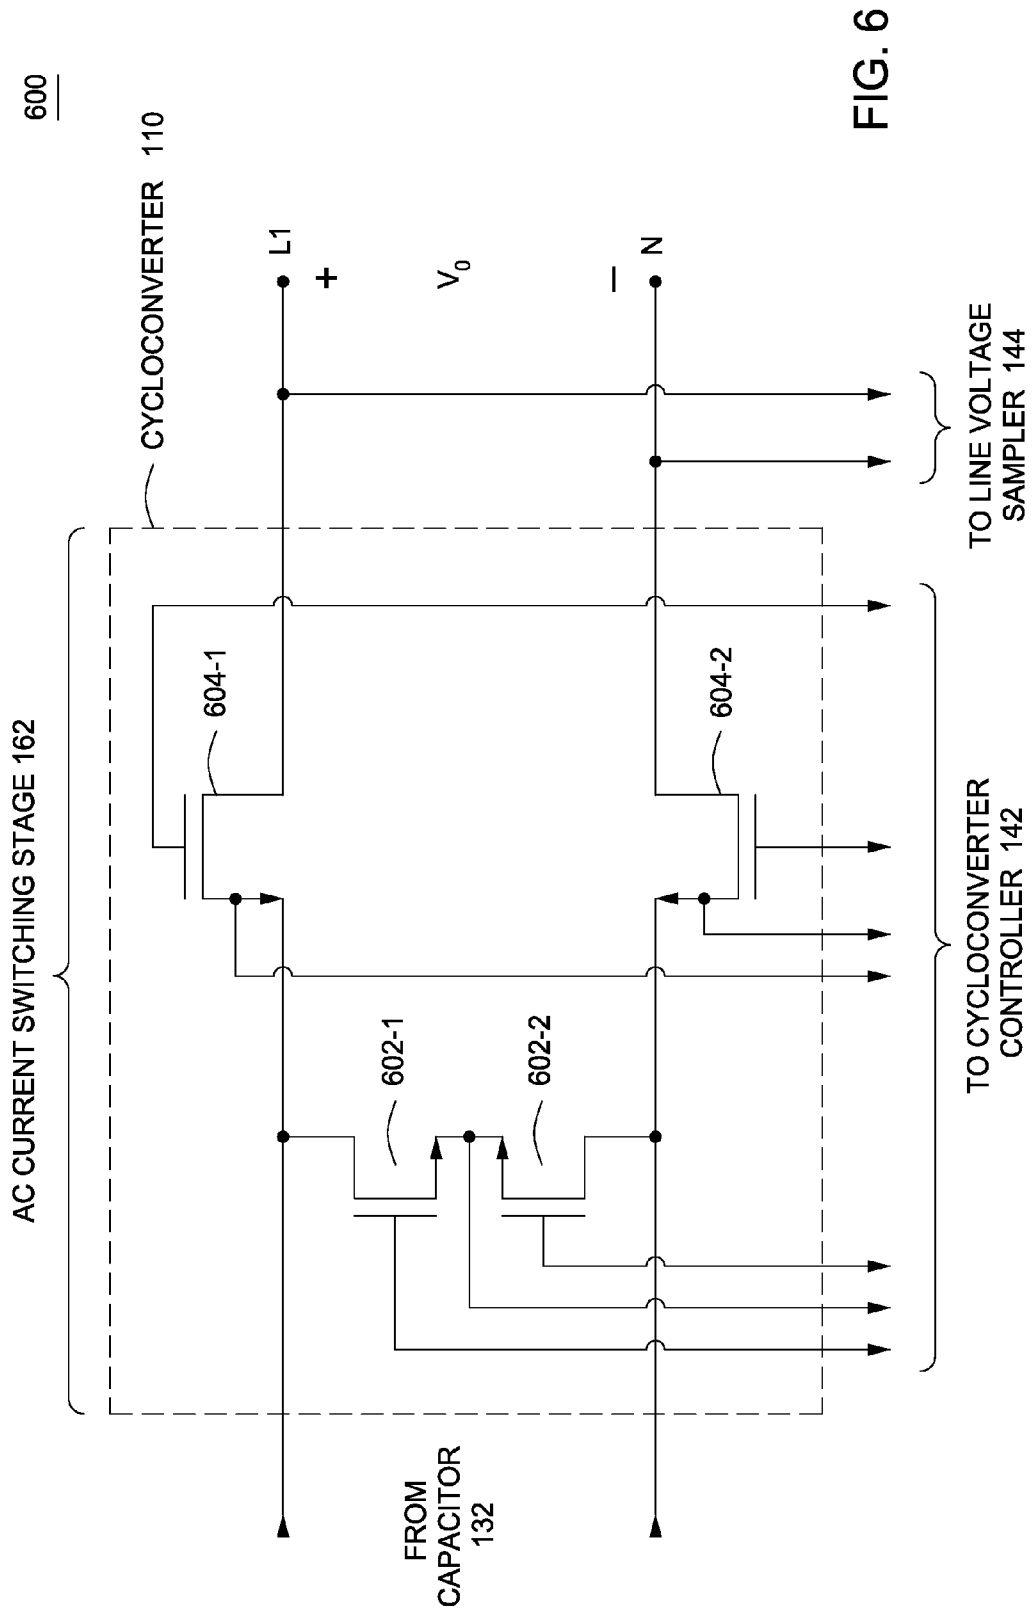 600
AC CURRENT SWITCHING STAGE 162
CYCLOCONVERTER 110
604-1
L1
+
602-1
V0
FROM
CAPACITOR
132
602-2
–
N
604-2
TO CYCLOCONVERTER
CONTROLLER 142
TO LINE VOLTAGE
SAMPLER 144
FIG. 6